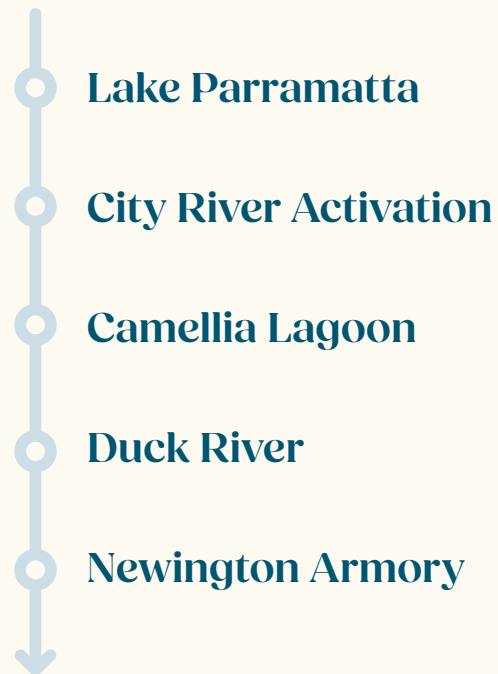 Lake Parramatta
City River Activation
Camellia Lagoon
Duck River
Newington Armory